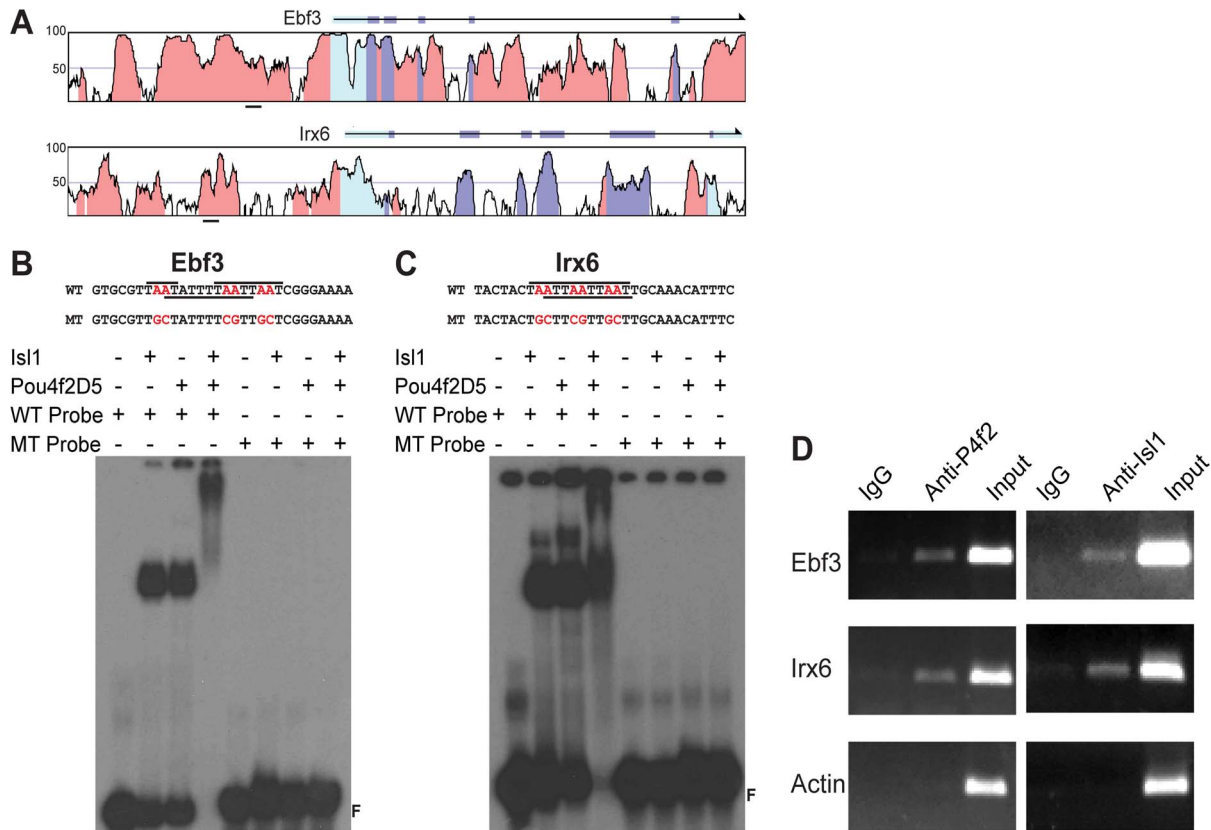 A
Ebf3
100
50
Irx6
100
50
B
Ebf3
WT GTGCGTTAATATTTTAATTAATCGGGAAAA
MT GTGCGTTGCTATTTTCGTTGCTCGGGAAAA
Isl1 - + - + - + - +
Pou4f2D5 - - + + - - + +
WT Probe + + + + - - - -
MT Probe - - - - + + + +
F
C
Irx6
WT TACTACTAATTAATTAATTGCAAACATTTC
MT TACTACTGCTTCGTTGCTTGCAAACATTTC
Isl1 - + - + - + - +
Pou4f2D5 - - + + - - + +
WT Probe + + + + - - - -
MT Probe - - - - + + + +
F
D
IgG Anti-P4f2 Input IgG Anti-Isl1 Input
Ebf3
Irx6
Actin